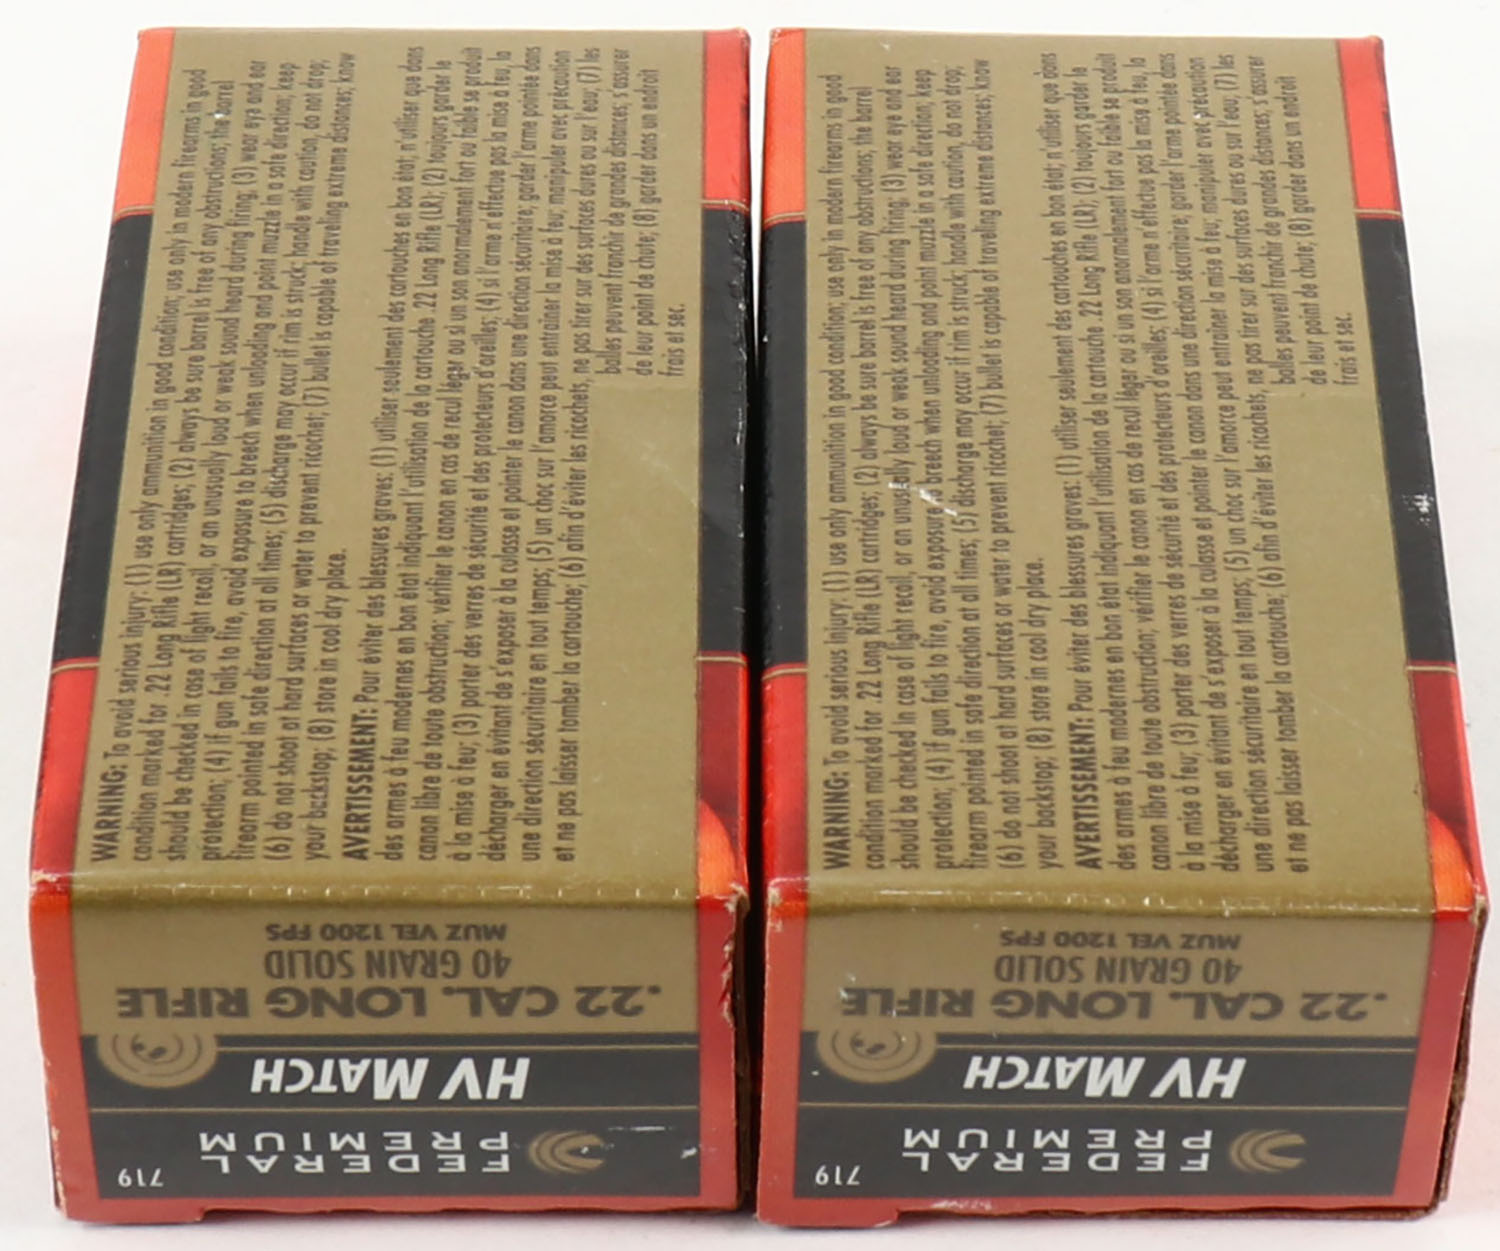 WARNING: To avoid serious injury: (1) use only ammunition in good condition; use only in modern firearms in good
condition marked for .22 Long Rifle (LR) cartridges; (2) always be sure barrel is free of any obstructions; the barrel
should be checked in case of light recoil, or an unusually loud or weak sound heard during firing; (3) wear eye and ear
protection; (4) if gun fails to fire, avoid exposure to breech when unloading and point muzzle in a safe direction; keep
firearm pointed in safe direction at all times; (5) discharge may occur if rim is struck; handle with caution, do not drop;
(6) do not shoot at hard surfaces or water to prevent ricochet; (7) bullet is capable of traveling extreme distances; know
your backstop; (8) store in cool dry place.
AVERTISSEMENT: Pour éviter des blessures graves: (1) utiliser seulement des cartouches en bon état; n'utiliser que dans
des armes à feu modernes en bon état indiquant l'utilisation de la cartouche .22 Long Rifle (LR); (2) toujours garder le
canon libre de toute obstruction; vérifier le canon en cas de recul léger ou si un son anormalement fort ou faible se produit
à la mise à feu; (3) porter des verres de sécurité et des protecteurs d'oreilles; (4) si l'arme n'effectue pas la mise à feu, la
décharger en évitant de s'exposer à la culasse et pointer le canon dans une direction sécuritaire; garder l'arme pointée dans
une direction sécuritaire en tout temps; (5) un choc sur l'amorce peut entraîner la mise à feu; manipuler avec précaution
et ne pas laisser tomber la cartouche; (6) afin d'éviter les ricochets, ne pas tirer sur des surfaces dures ou sur l'eau; (7) les
balles peuvent franchir de grandes distances; s'assurer
de leur point de chute; (8) garder dans un endroit
frais et sec.
719
FEDERAL
PREMIUM
HV MATCH
.22 CAL. LONG RIFLE
40 GRAIN SOLID
MUZ VEL 1200 FPS
WARNING: To avoid serious injury: (1) use only ammunition in good condition; use only in modern firearms in good
condition marked for .22 Long Rifle (LR) cartridges; (2) always be sure barrel is free of any obstructions; the barrel
should be checked in case of light recoil, or an unusually loud or weak sound heard during firing; (3) wear eye and ear
protection; (4) if gun fails to fire, avoid exposure to breech when unloading and point muzzle in a safe direction; keep
firearm pointed in safe direction at all times; (5) discharge may occur if rim is struck; handle with caution, do not drop;
(6) do not shoot at hard surfaces or water to prevent ricochet; (7) bullet is capable of traveling extreme distances; know
your backstop; (8) store in cool dry place.
AVERTISSEMENT: Pour éviter des blessures graves: (1) utiliser seulement des cartouches en bon état; n'utiliser que dans
des armes à feu modernes en bon état indiquant l'utilisation de la cartouche .22 Long Rifle (LR); (2) toujours garder le
canon libre de toute obstruction; vérifier le canon en cas de recul léger ou si un son anormalement fort ou faible se produit
à la mise à feu; (3) porter des verres de sécurité et des protecteurs d'oreilles; (4) si l'arme n'effectue pas la mise à feu, la
décharger en évitant de s'exposer à la culasse et pointer le canon dans une direction sécuritaire; garder l'arme pointée dans
une direction sécuritaire en tout temps; (5) un choc sur l'amorce peut entraîner la mise à feu; manipuler avec précaution
et ne pas laisser tomber la cartouche; (6) afin d'éviter les ricochets, ne pas tirer sur des surfaces dures ou sur l'eau; (7) les
balles peuvent franchir de grandes distances; s'assurer
de leur point de chute; (8) garder dans un endroit
frais et sec.
719
FEDERAL
PREMIUM
HV MATCH
.22 CAL. LONG RIFLE
40 GRAIN SOLID
MUZ VEL 1200 FPS